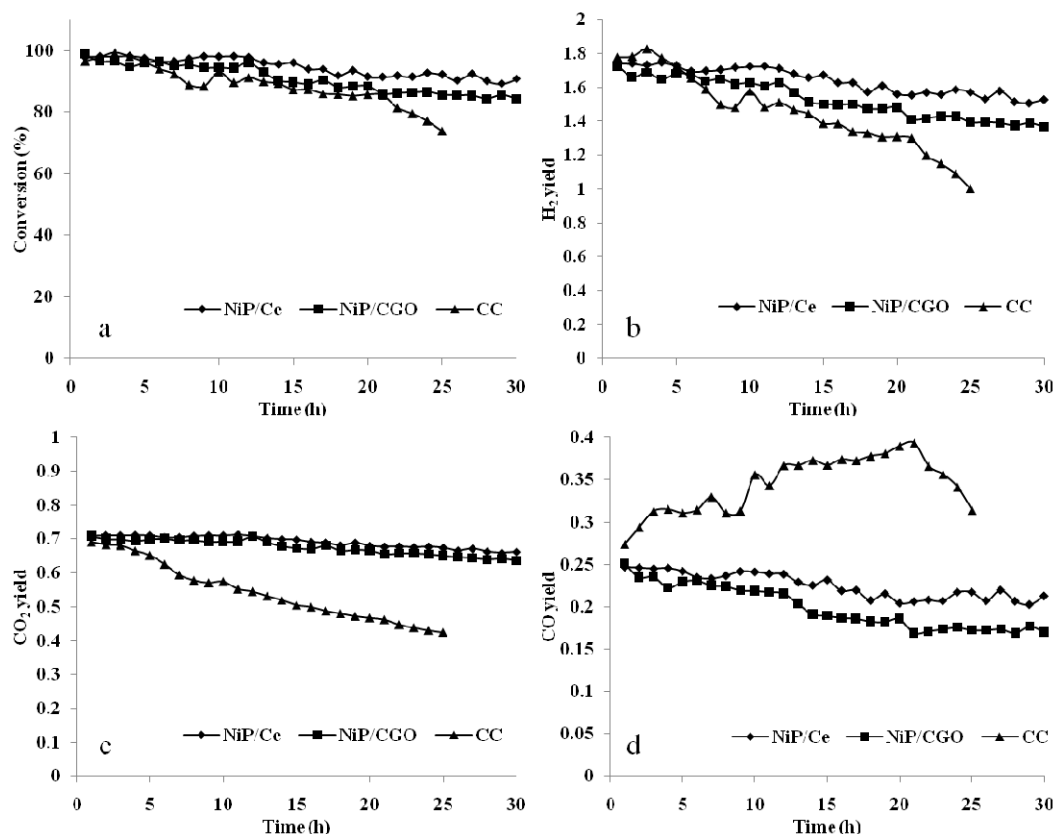 100
80
60
40
20
0
Conversion (%)
NiP/Ce NiP/CGO CC
a
0 5 10 15 20 25 30
Time (h)
2
1.8
1.6
1.4
1.2
1
0.8
0.6
0.4
0.2
0
H2 yield
NiP/Ce NiP/CGO CC
b
0 5 10 15 20 25 30
Time (h)
1
0.9
0.8
0.7
0.6
0.5
0.4
0.3
0.2
0.1
0
CO2 yield
NiP/Ce NiP/CGO CC
c
0 5 10 15 20 25 30
Time (h)
0.4
0.35
0.3
0.25
0.2
0.15
0.1
0.05
0
CO yield
NiP/Ce NiP/CGO CC
d
0 5 10 15 20 25 30
Time (h)